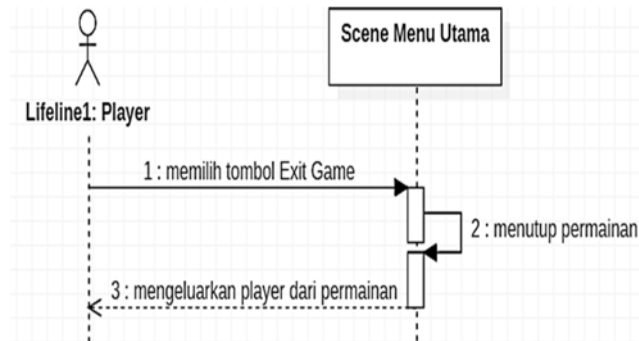 Scene Menu Utama
Lifeline1: Player
1 : memilih tombol Exit Game
2 : menutup permainan
3 : mengeluarkan player dari permainan